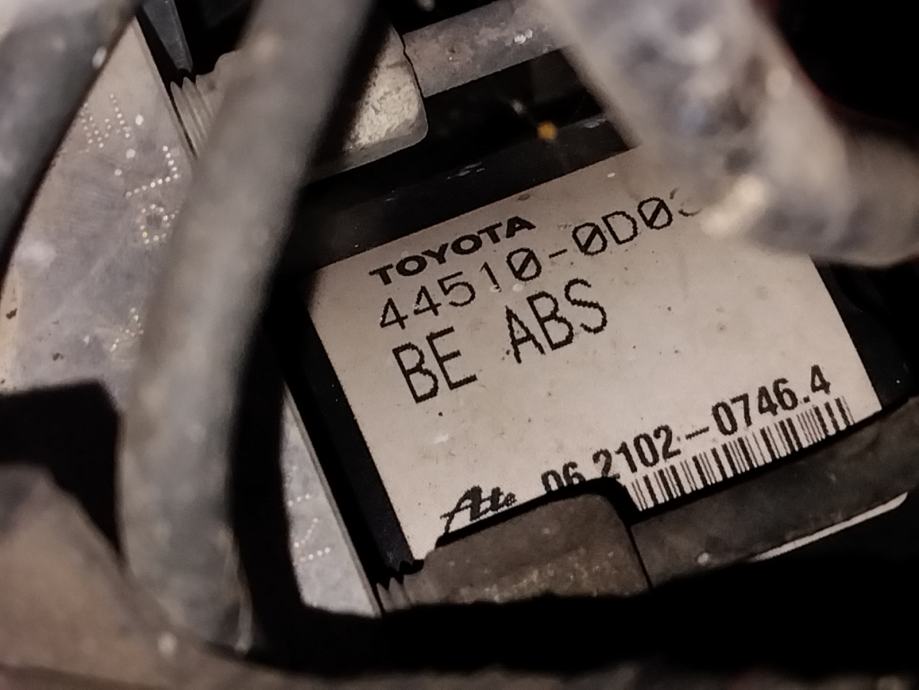 TOYOTA
44510-0D0
BE ABS
Ate 06.2102-0746.4